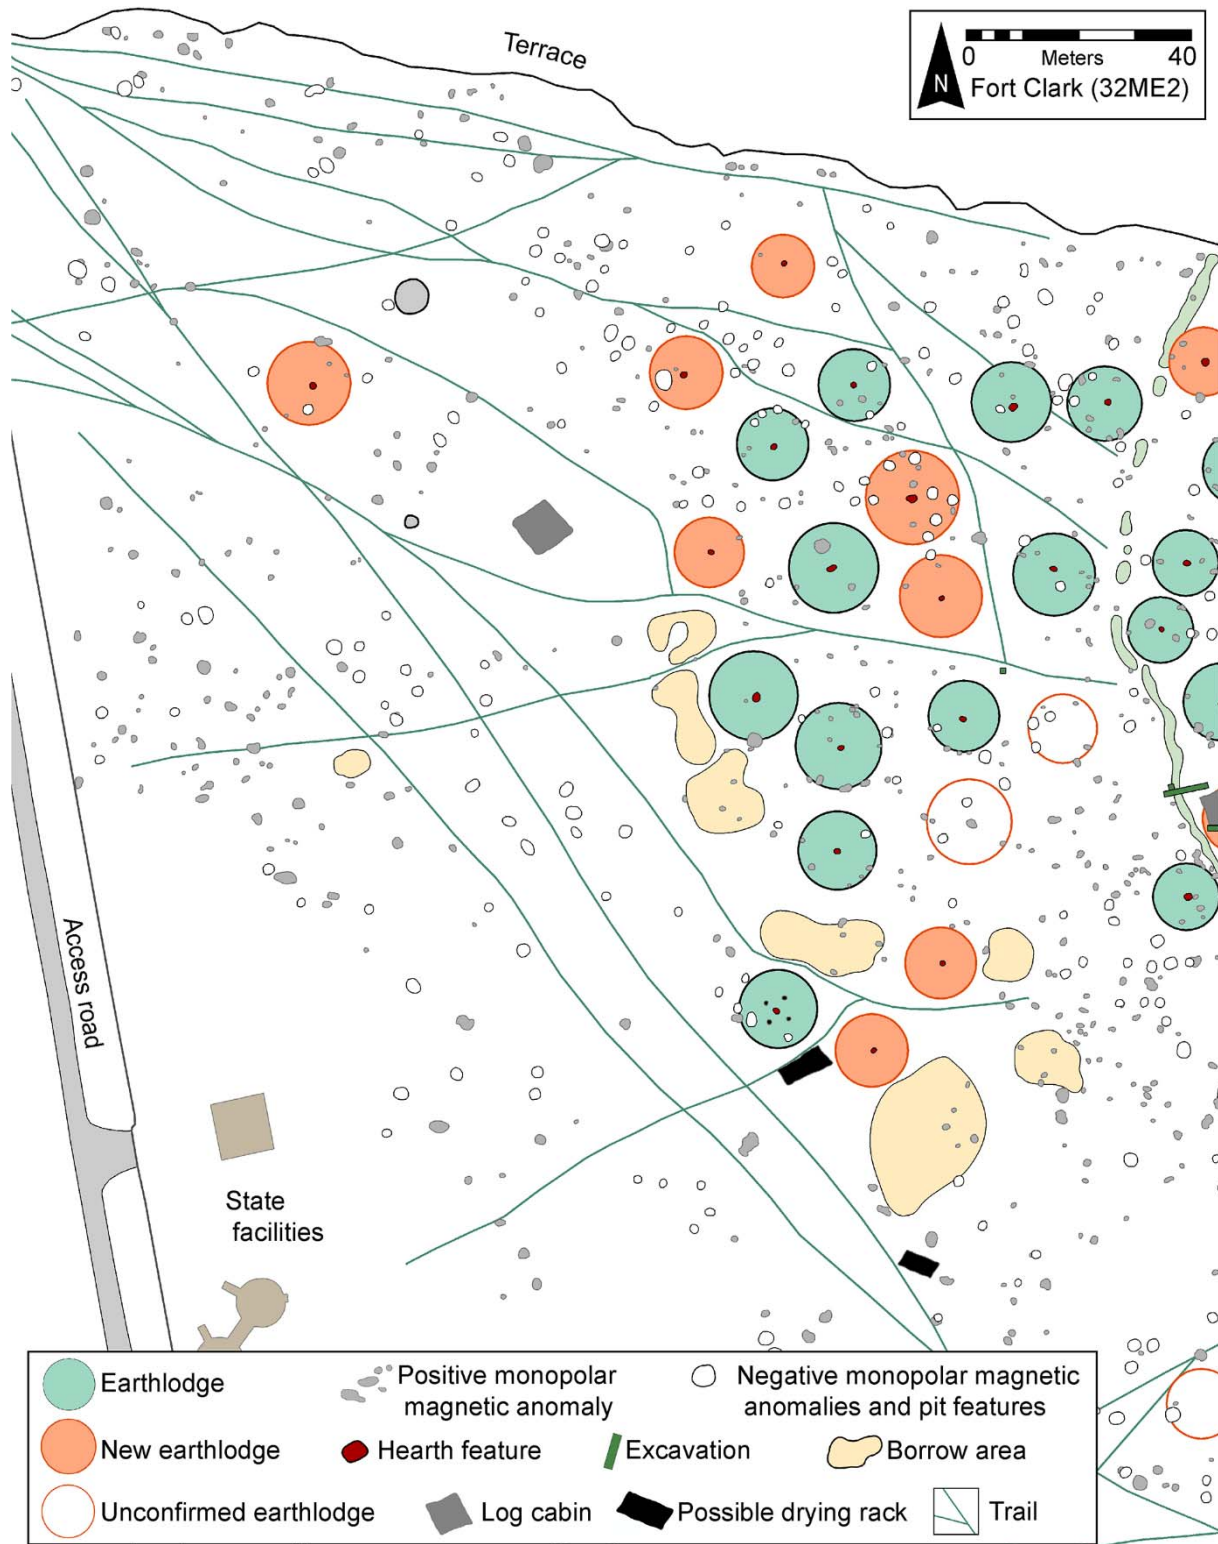 Terrace
0 Meters 40
N Fort Clark (32ME2)
Access road
State
facilities
Earthlodge
Positive monopolar
magnetic anomaly
Negative monopolar magnetic
anomalies and pit features
New earthlodge
Hearth feature
Excavation
Borrow area
Unconfirmed earthlodge
Log cabin
Possible drying rack
Trail